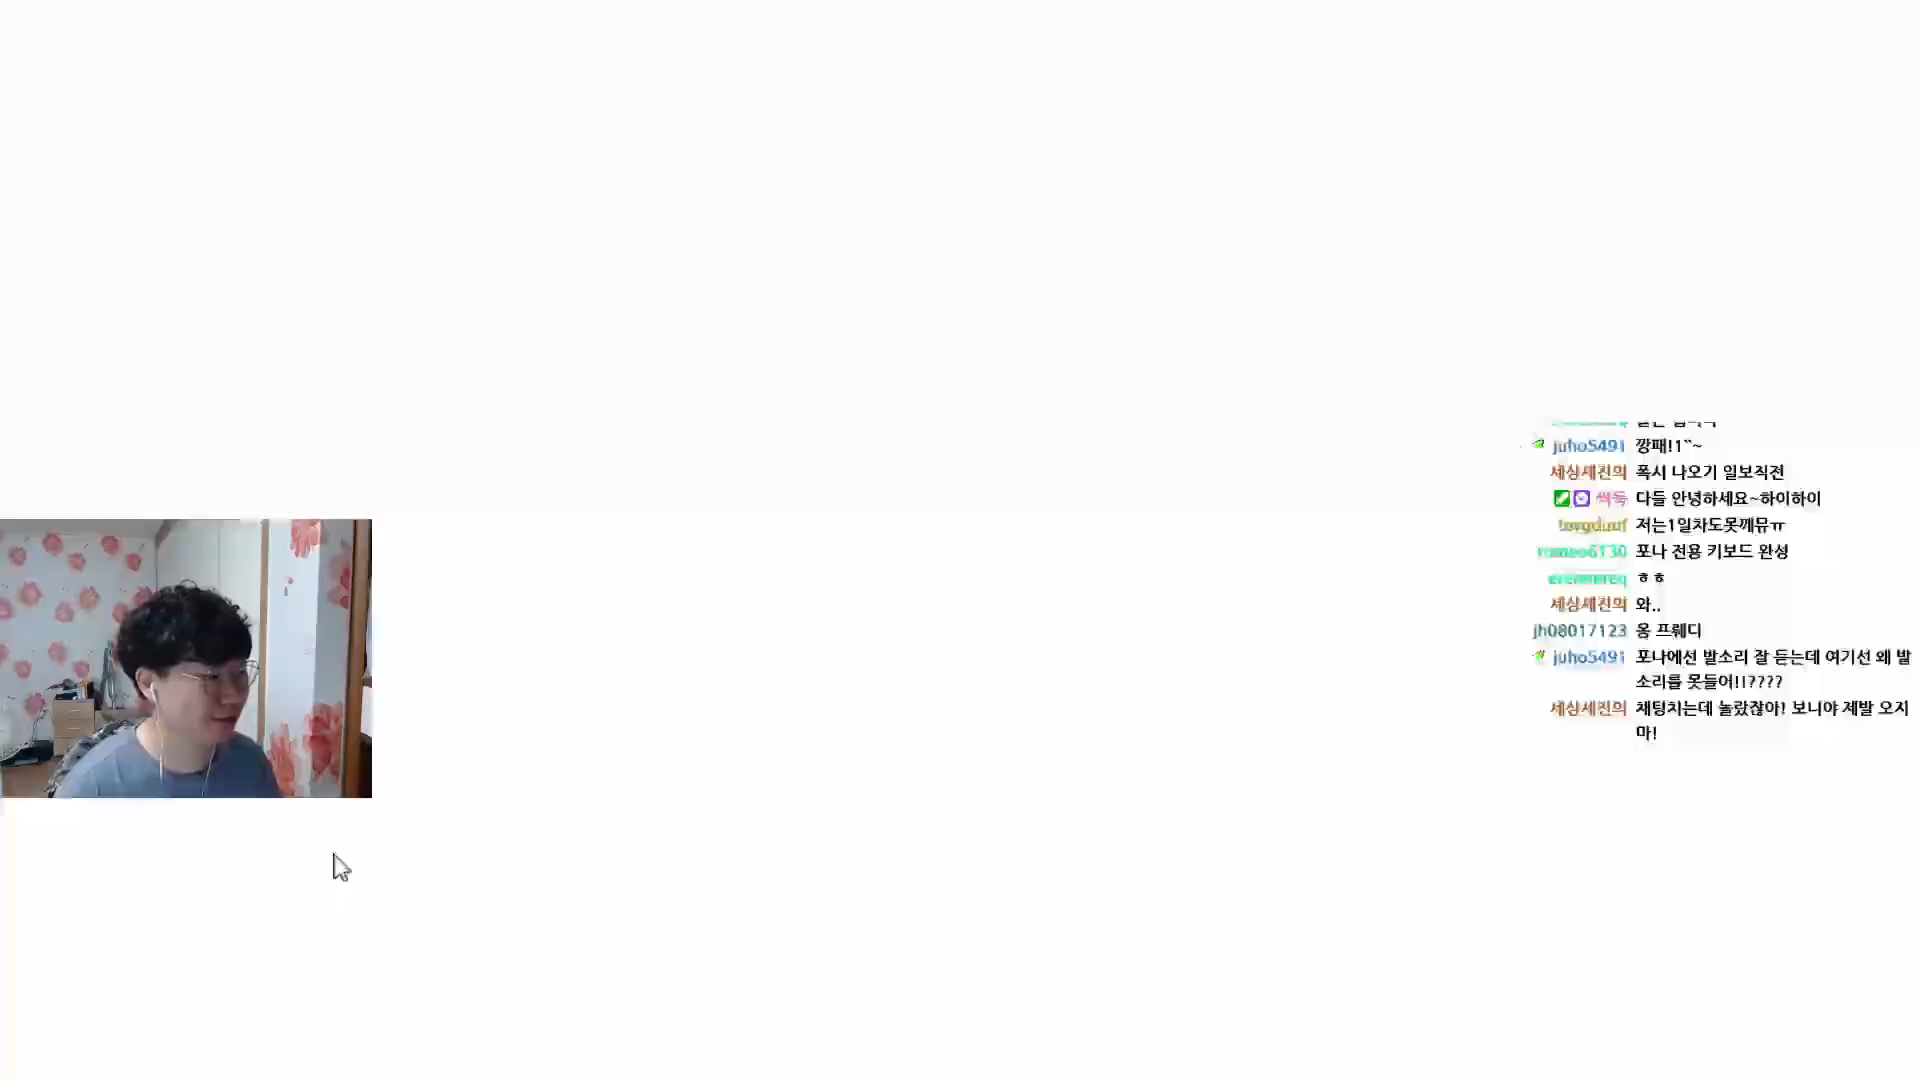 juho5491 깡패!1~~
세상세진의 폭시 나오기 일보직전
싹둑 다들 안녕하세요~하이하이
저는1일차도못깨뮤ㅠ
romeo6130 포나 전용 키보드 완성
ㅎㅎ
세상세진의 와..
jh08017123 옹 프뤠디
juho5491 포나에선 발소리 잘 듣는데 여기선 왜 발
소리를 못들어!!????
세상세진의 채팅치는데 놀랐잖아! 보니야 제발 오지
마!